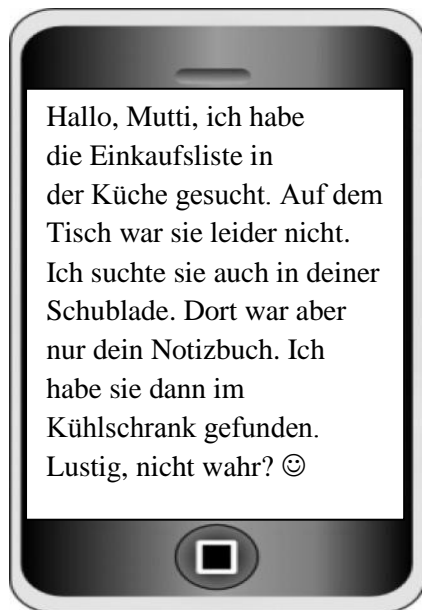 Hallo, Mutti, ich habe
die Einkaufsliste in
der Küche gesucht. Auf dem
Tisch war sie leider nicht.
Ich suchte sie auch in deiner
Schublade. Dort war aber
nur dein Notizbuch. Ich
habe sie dann im
Kühlschrank gefunden.
Lustig, nicht wahr? ☺